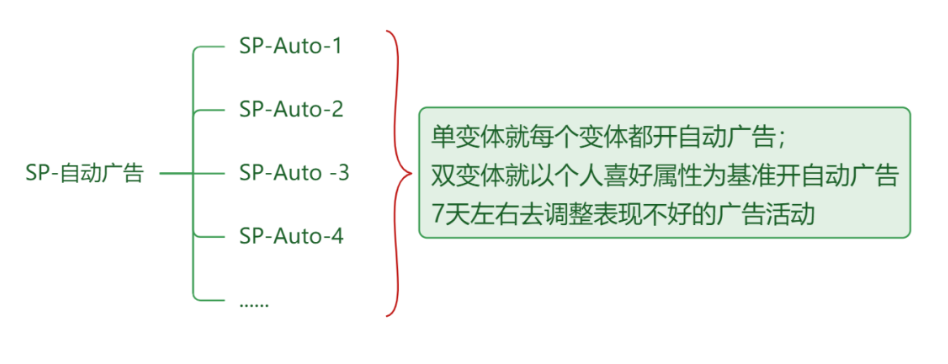 SP-自动广告
SP-Auto-1
SP-Auto-2
SP-Auto -3
SP-Auto-4
......
单变体就每个变体都开自动广告；
双变体就以个人喜好属性为基准开自动广告
7天左右去调整表现不好的广告活动